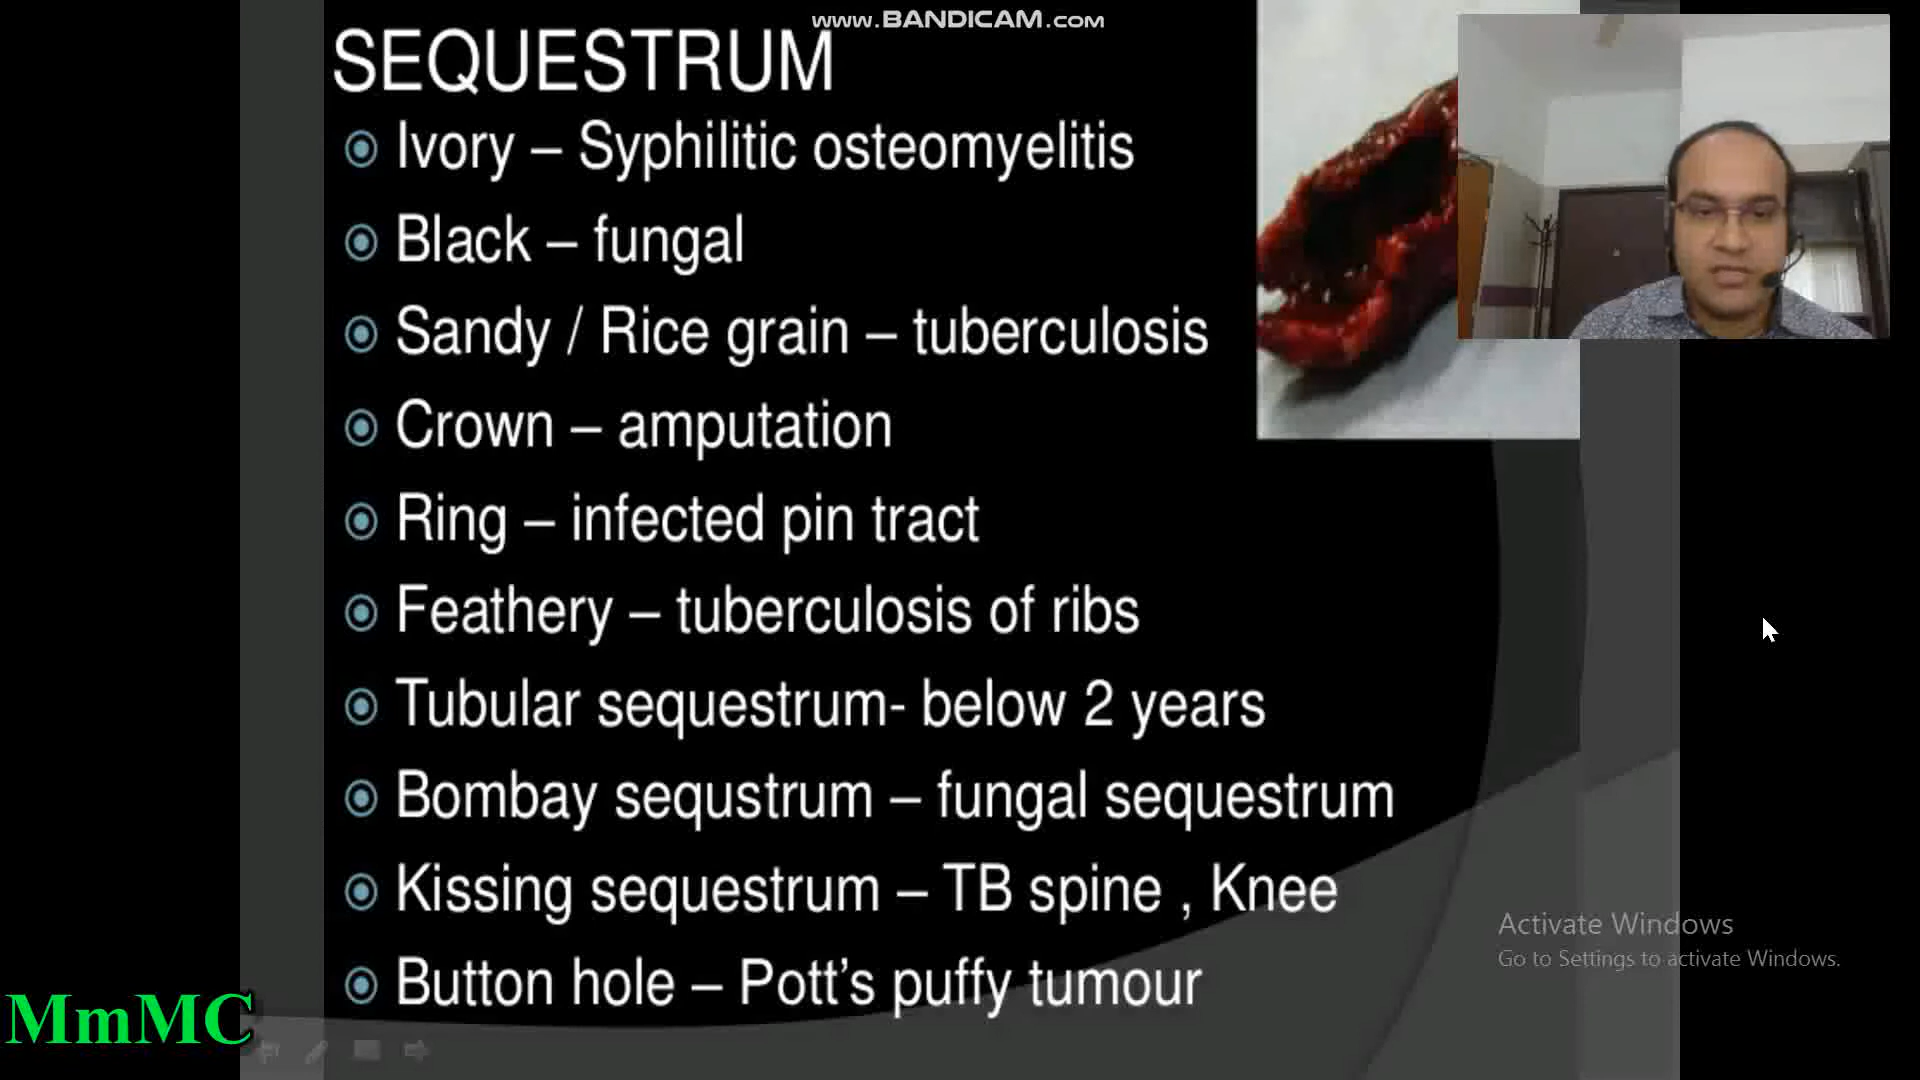 www.BANDICAM.com
SEQUESTRUM
Ivory – Syphilitic osteomyelitis
Black – fungal
Sandy / Rice grain – tuberculosis
Crown – amputation
Ring – infected pin tract
Feathery – tuberculosis of ribs
Tubular sequestrum- below 2 years
Bombay sequstrum – fungal sequestrum
Kissing sequestrum – TB spine , Knee
Button hole – Pott’s puffy tumour
Activate Windows
Go to Settings to activate Windows.
MmMC